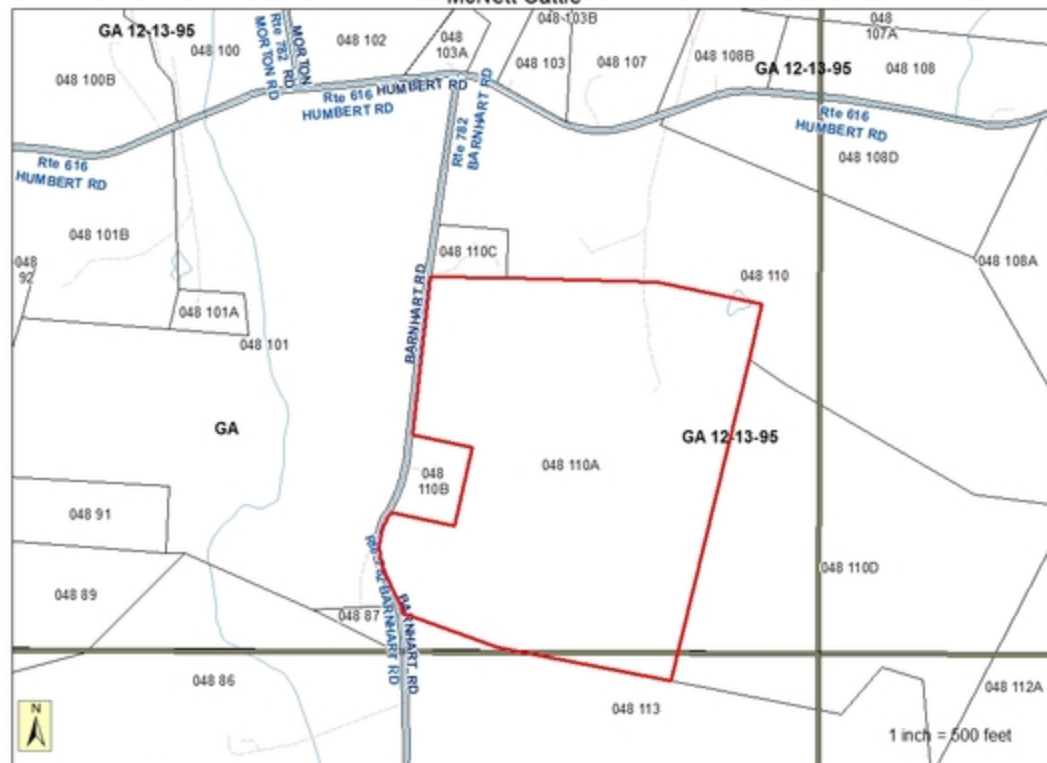 McNett Cattle
GA 12-13-95
048 100
Rte 782
MORTON RD
MORTON
RD
048 102
048
103A
048 103B
048 103
048 107
048 108B
048
107A
GA 12-13-95
048 108
048 100B
Rte 616
HUMBERT RD
HUMBERT RD
Rte 782
BARNHART RD
Rte 616
HUMBERT RD
Rte 616
HUMBERT RD
048 108D
048 101B
048
92
048 110C
048 110
048 108A
048 101A
048 101
BARNHART RD
GA
GA 12-13-95
048 110A
048
110B
048 91
048 110D
048 89
048 87
BARNHART RD
BARNHART RD
048 86
048 113
048 112A
N
1 inch = 500 feet